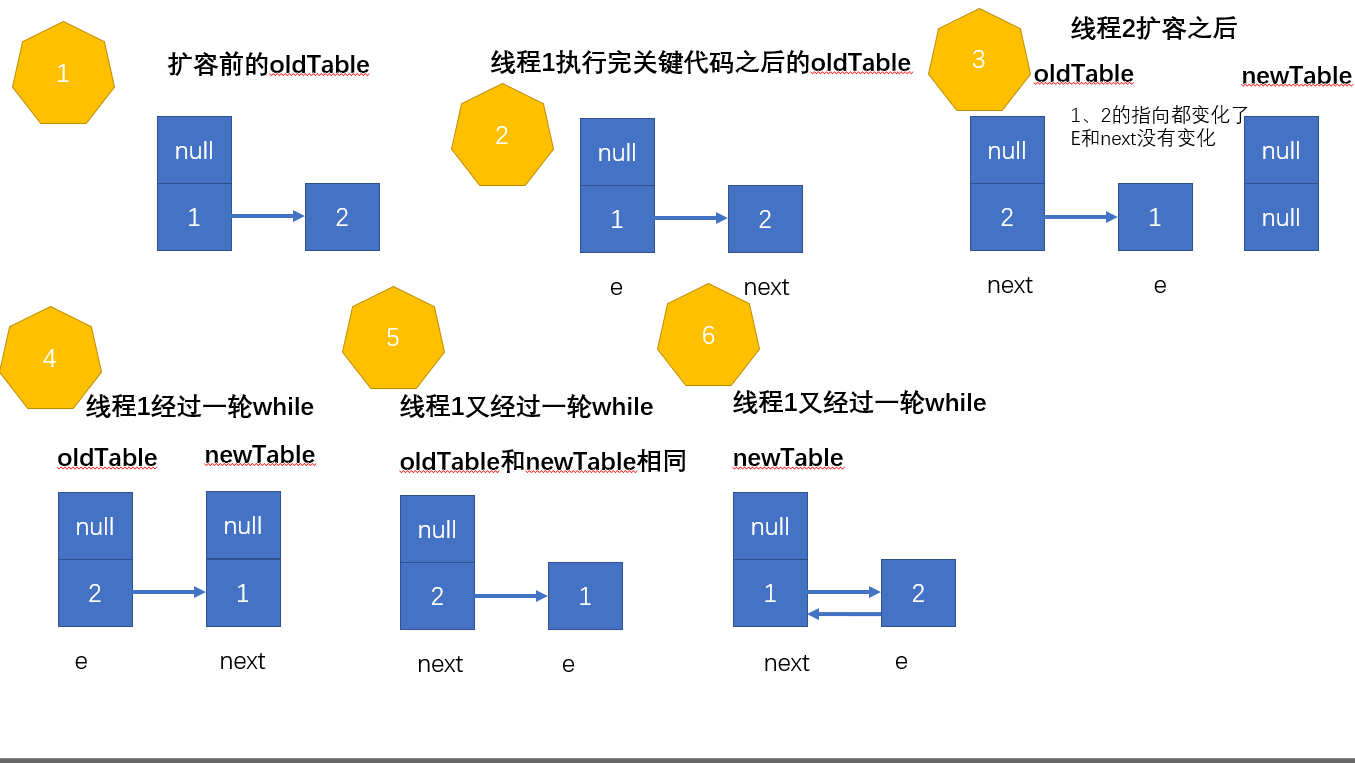 1
扩容前的oldTable
null
1
2
2
线程1执行完关键代码之后的oldTable
null
1
2
e
next
3
线程2扩容之后
oldTable
newTable
1、2的指向都变化了
E和next没有变化
null
2
1
null
null
next
e
4
线程1经过一轮while
oldTable
newTable
null
2
null
1
e
next
5
线程1又经过一轮while
oldTable和newTable相同
null
2
1
next
e
6
线程1又经过一轮while
newTable
null
1
2
next
e